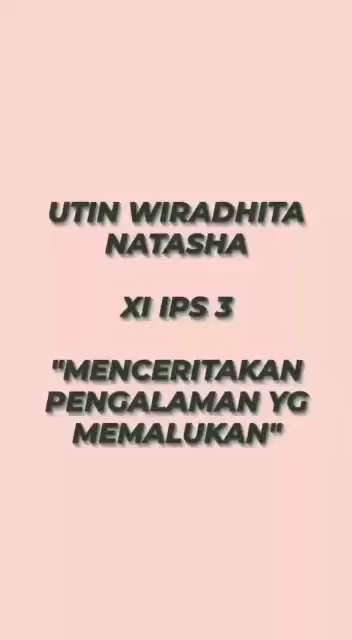 UTIN WIRADHITA
NATASHA
XI IPS 3
"MENCERITAKAN
PENGALAMAN YG
MEMALUKAN"